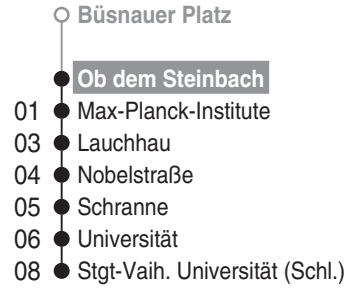 Büsnauer Platz
Ob dem Steinbach
01 Max-Planck-Institute
03 Lauchhau
04 Nobelstraße
05 Schranne
06 Universität
08 Stgt-Vaih. Universität (Schl.)